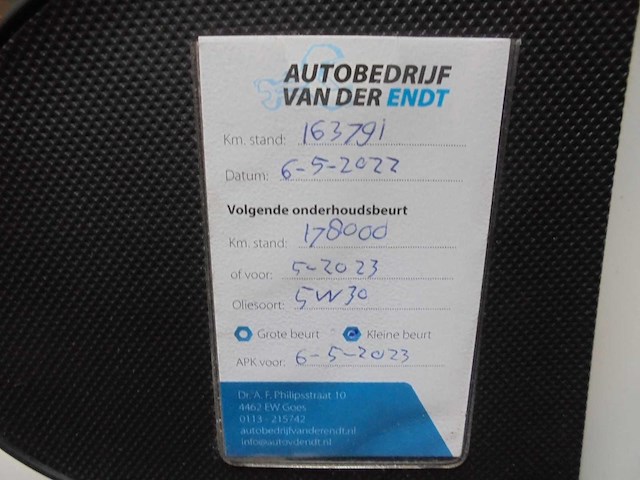 AUTOBEDRIJF
VAN DER ENDT
Km. stand: 163791
Datum: 6-5-2022
Volgende onderhoudsbeurt
Km. stand: 178000
of voor: 5-2023
Oliesoort: 5W30
Grote beurt Kleine beurt
APK voor: 6-5-2023
Dr. A. F. Philipsstraat 10
4462 EW Goes
0113 - 215742
autobedrijfvanderendt.nl
info@autovdendt.nl